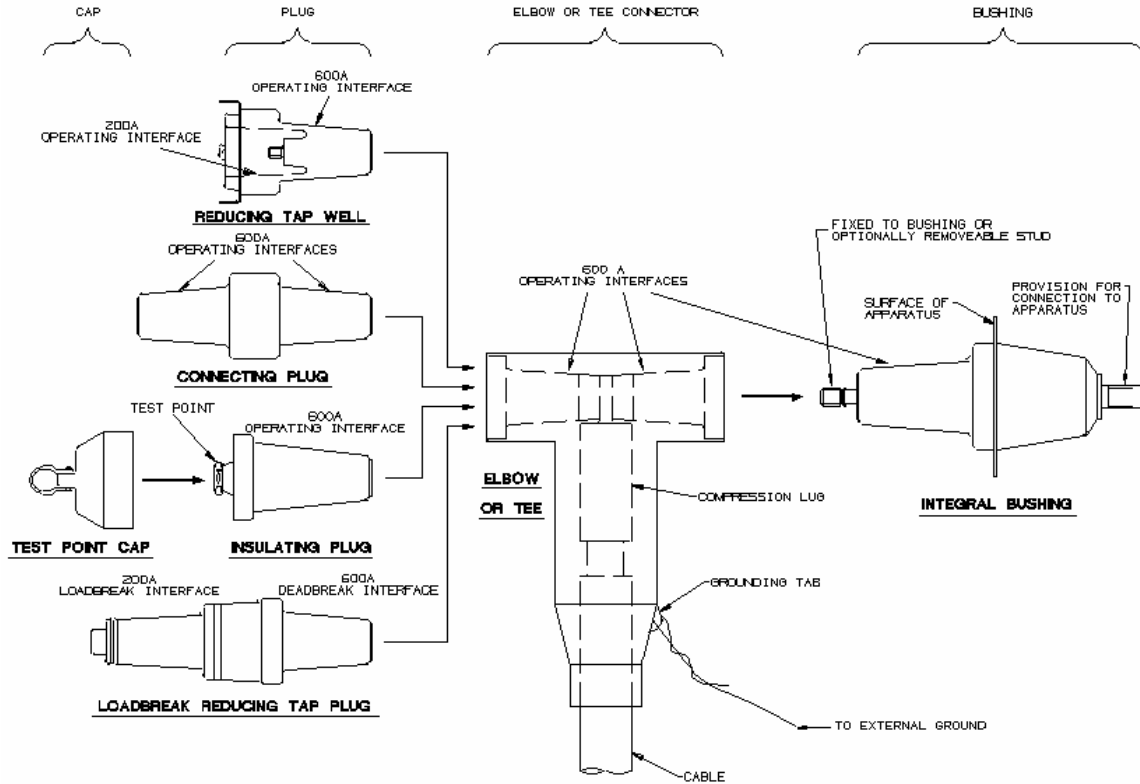 CAP
PLUG
ELBOW OR TEE CONNECTOR
BUSHING
600A
OPERATING INTERFACE
200A
OPERATING INTERFACE
REDUCING TAP WELL
600A
OPERATING INTERFACES
CONNECTING PLUG
TEST POINT
600A
OPERATING INTERFACE
TEST POINT CAP
INSULATING PLUG
200A
LOADBREAK INTERFACE
600A
DEADBREAK INTERFACE
LOADBREAK REDUCING TAP PLUG
600 A
OPERATING INTERFACES
ELBOW
OR TEE
COMPRESSION LUG
GROUNDING TAB
TO EXTERNAL GROUND
CABLE
FIXED TO BUSHING OR
OPTIONALLY REMOVEABLE STUD
SURFACE OF
APPARATUS
PROVISION FOR
CONNECTION TO
APPARATUS
INTEGRAL BUSHING